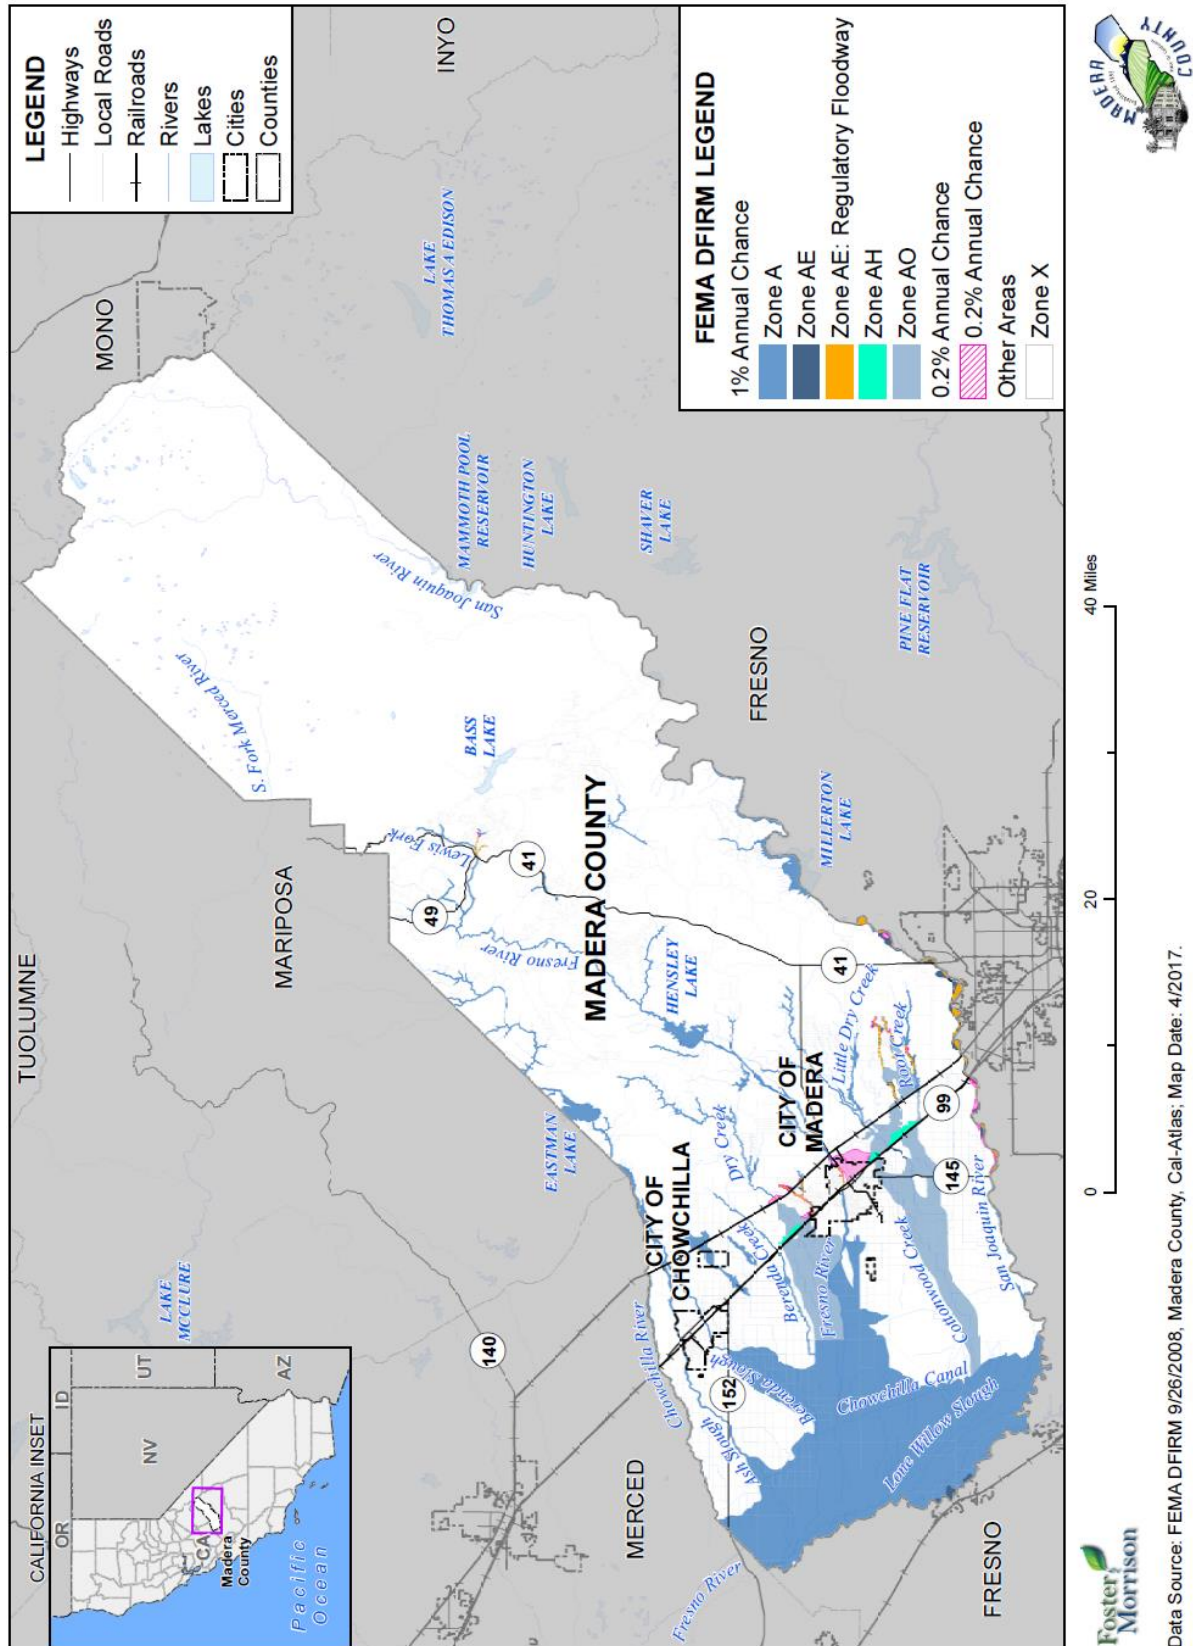 CALIFORNIA INSET
OR
ID
NV
UT
CA
AZ
Madera
County
Pacific
Ocean
LEGEND
Highways
Local Roads
Railroads
Rivers
Lakes
Cities
Counties
TUOLUMNE
MONO
INYO
MARIPOSA
MERCED
FRESNO
FRESNO
LAKE
MCCLURE
LAKE
THOMAS A EDISON
S. Fork Merced River
San Joaquin River
MAMMOTH POOL
RESERVOIR
HUNTINGTON
LAKE
SHAVER
LAKE
PINE FLAT
RESERVOIR
BASS
LAKE
Lewis Fork
49
41
Fresno River
MADERA COUNTY
MILLERTON
LAKE
HENSLEY
LAKE
EASTMAN
LAKE
140
41
CITY OF
CHOWCHILLA
CITY OF
MADERA
Dry Creek
Little Dry Creek
Root Creek
99
145
152
Chowchilla River
Berenda Creek
Fresno River
Berenda Slough
Ash Slough
Cottonwood Creek
San Joaquin River
Chowchilla Canal
Lone Willow Slough
Fresno River
FEMA DFIRM LEGEND
1% Annual Chance
Zone A
Zone AE
Zone AE: Regulatory Floodway
Zone AH
Zone AO
0.2% Annual Chance
0.2% Annual Chance
Other Areas
Zone X
0
20
40 Miles
Foster
Morrison
MADERA
COUNTY
Data Source: FEMA DFIRM 9/26/2008, Madera County, Cal-Atlas; Map Date: 4/2017.